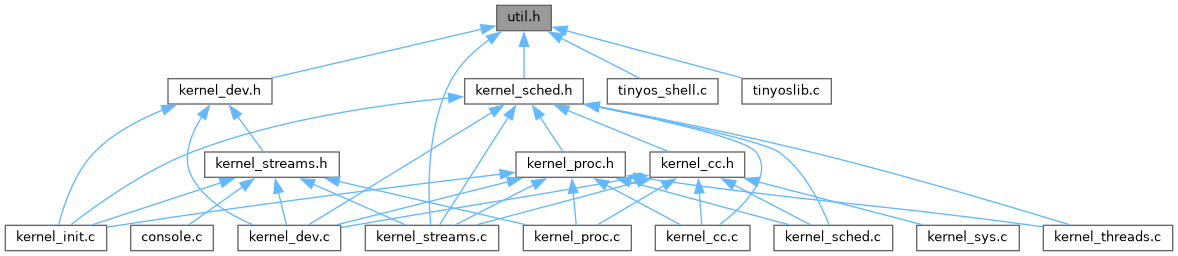 util.h
kernel_dev.h
kernel_sched.h
tinyos_shell.c
tinyoslib.c
kernel_streams.h
kernel_proc.h
kernel_cc.h
kernel_init.c
console.c
kernel_dev.c
kernel_streams.c
kernel_proc.c
kernel_cc.c
kernel_sched.c
kernel_sys.c
kernel_threads.c